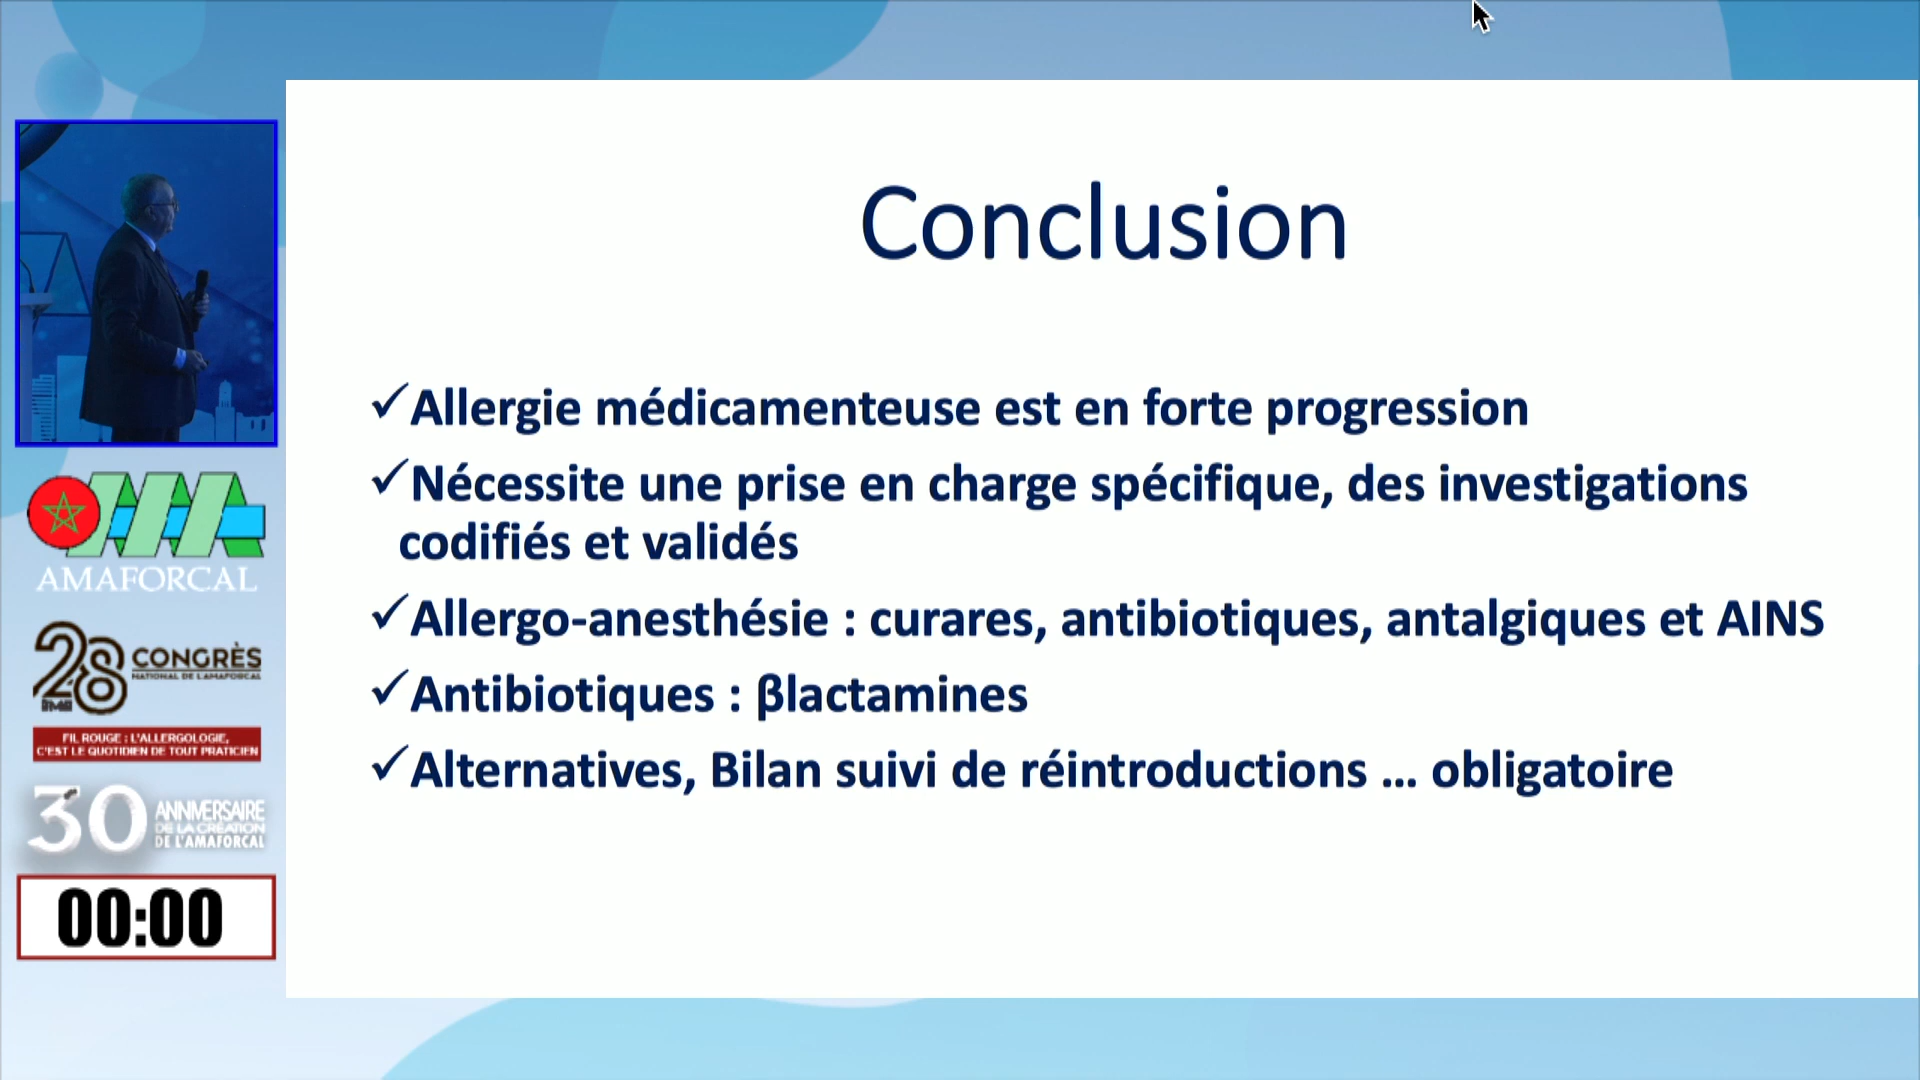 Conclusion
✓Allergie médicamenteuse est en forte progression
✓Nécessite une prise en charge spécifique, des investigations
codifiés et validés
✓Allergo-anesthésie : curares, antibiotiques, antalgiques et AINS
✓Antibiotiques : βlactamines
✓Alternatives, Bilan suivi de réintroductions ... obligatoire
AMAFORCAL
28 CONGRÈS
NATIONAL DE L'AMAFORCAL
FIL ROUGE : L'ALLERGOLOGIE,
C'EST LE QUOTIDIEN DE TOUT PRATICIEN
30 ANNIVERSAIRE
DE LA CRÉATION
DE L'AMAFORCAL
00:00